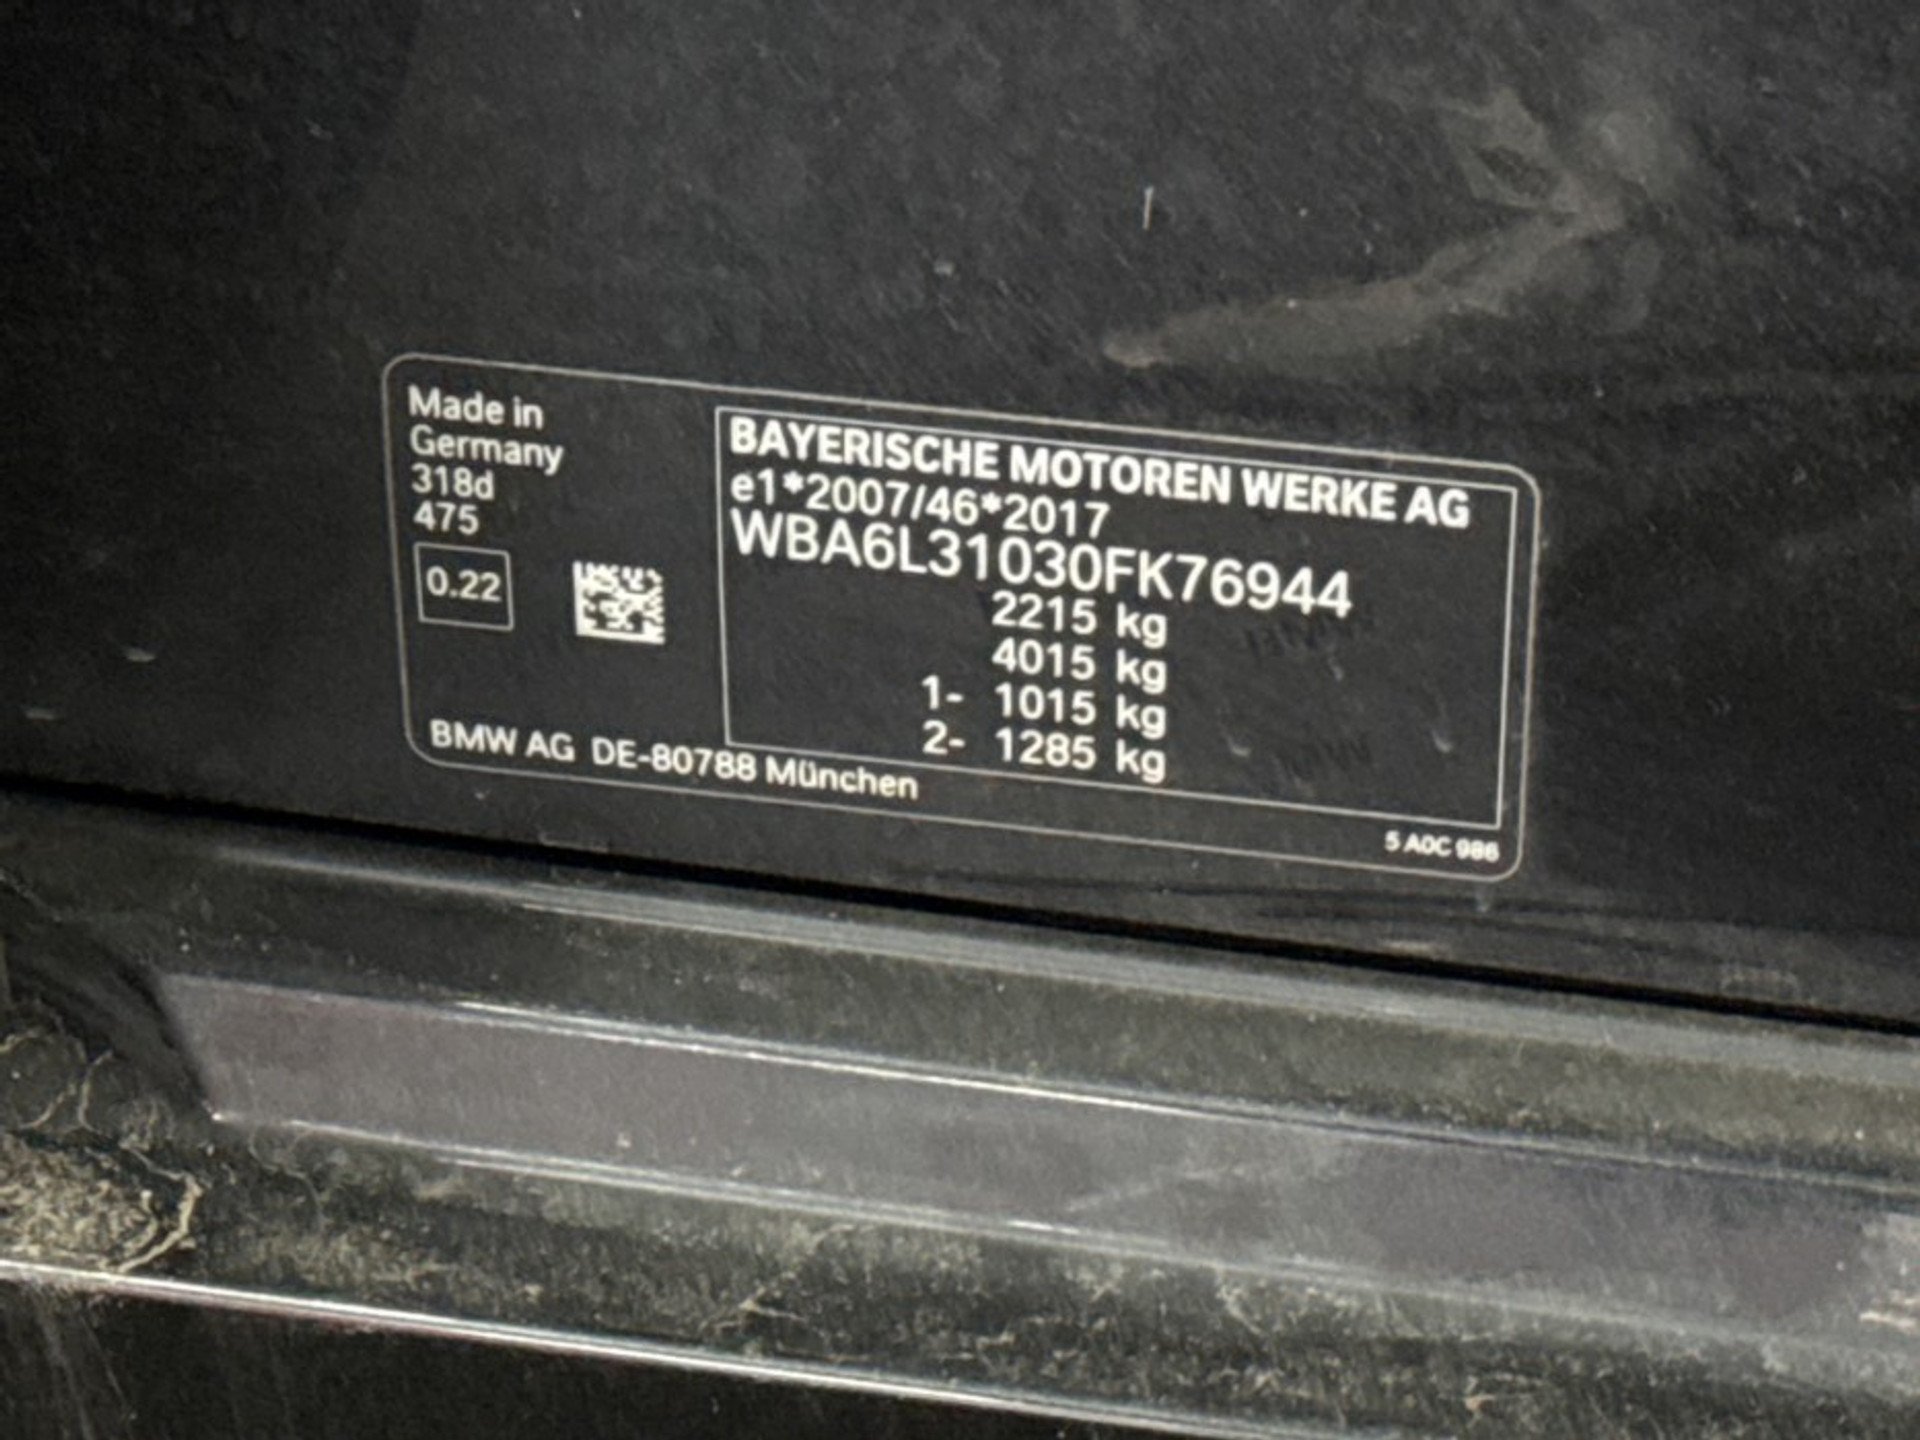 Made in
Germany
318d
475
0.22
BAYERISCHE MOTOREN WERKE AG
e1*2007/46*2017
WBA6L31030FK76944
2215 kg
4015 kg
1- 1015 kg
2- 1285 kg
BMW AG DE-80788 München
5 A0C 986